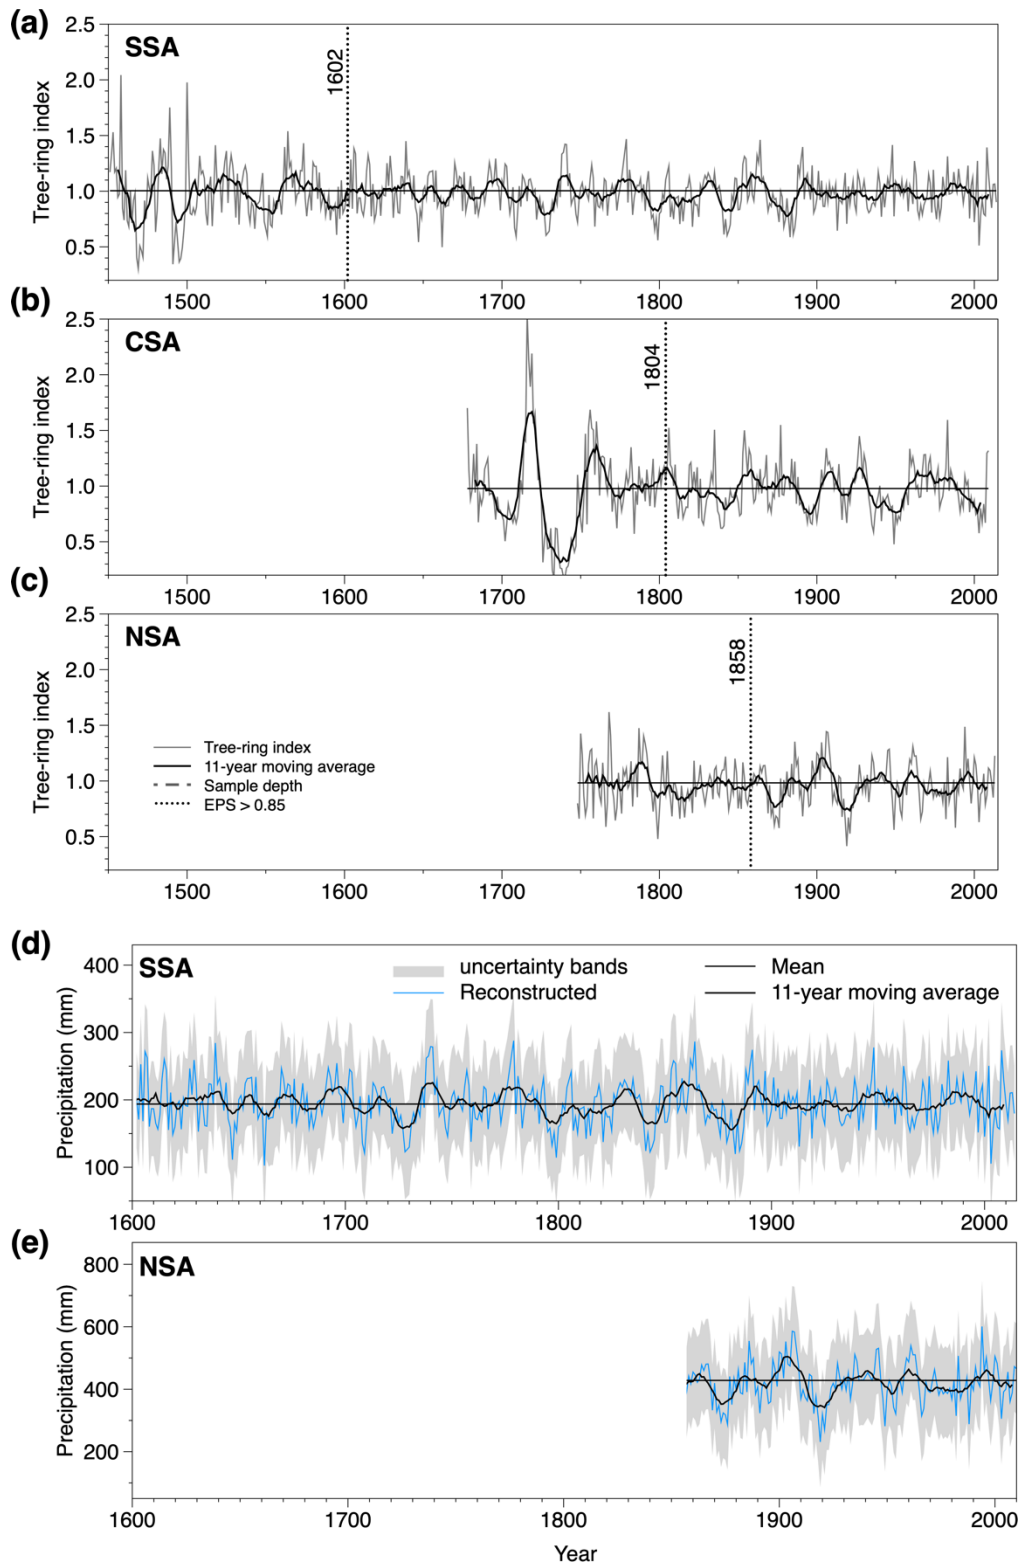 (a)
SSA
1602
Tree-ring index
2.5
2.0
1.5
1.0
0.5
1500 1600 1700 1800 1900 2000
(b)
CSA
1804
Tree-ring index
2.5
2.0
1.5
1.0
0.5
1500 1600 1700 1800 1900 2000
(c)
NSA
1858
Tree-ring index
2.5
2.0
1.5
1.0
0.5
Tree-ring index
11-year moving average
Sample depth
EPS > 0.85
1500 1600 1700 1800 1900 2000
(d)
SSA
uncertainty bands Mean
Reconstructed 11-year moving average
Precipitation (mm)
400
300
200
100
1600 1700 1800 1900 2000
(e)
NSA
Precipitation (mm)
800
600
400
200
1600 1700 1800 1900 2000
Year